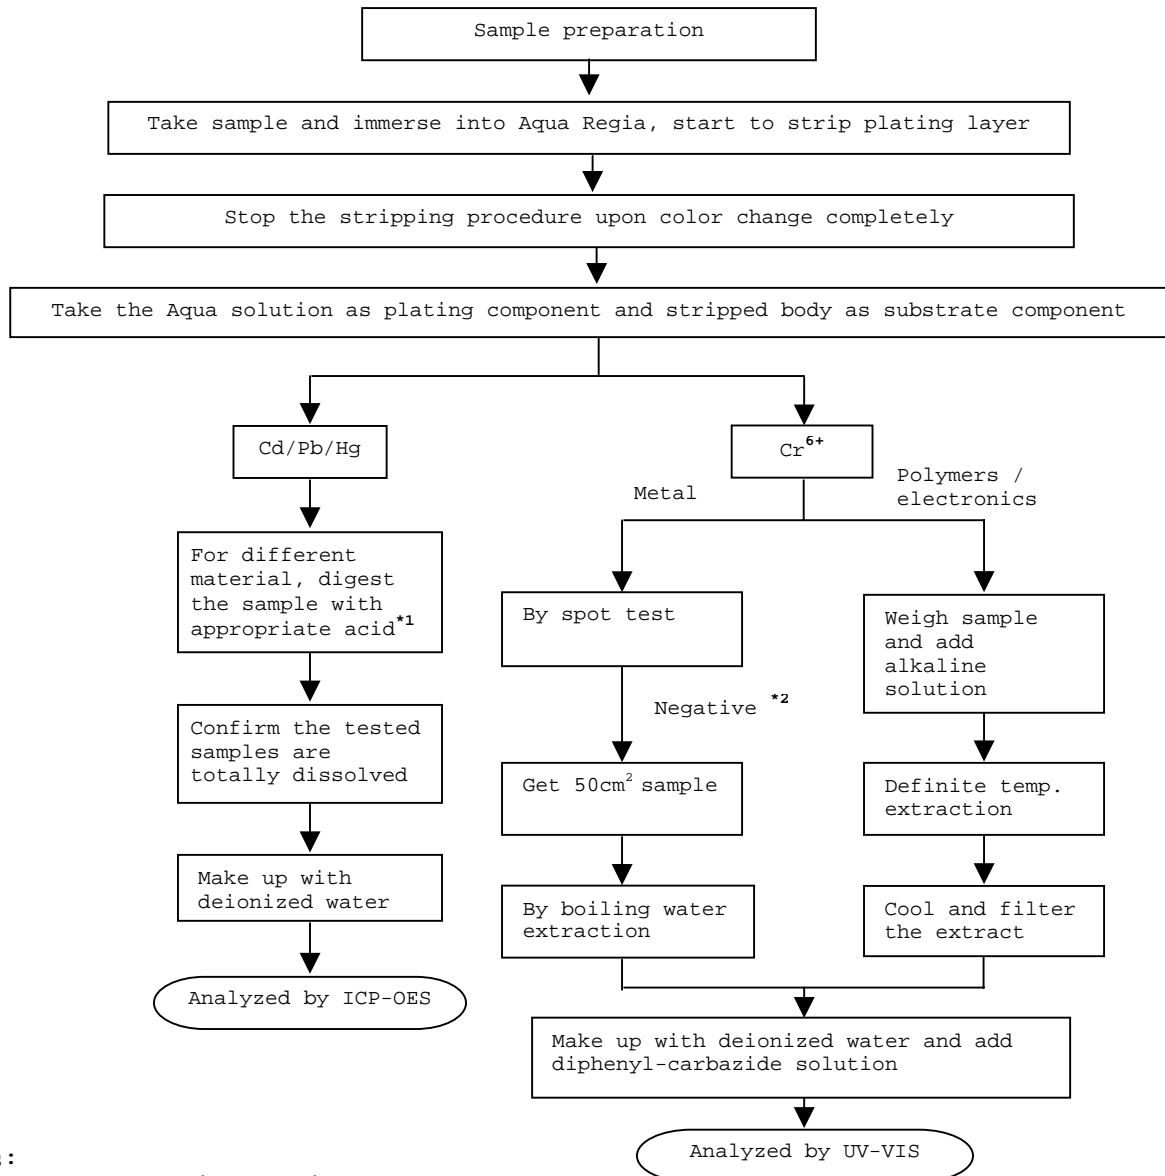 Sample preparation
Take sample and immerse into Aqua Regia, start to strip plating layer
Stop the stripping procedure upon color change completely
Take the Aqua solution as plating component and stripped body as substrate component
Cd/Pb/Hg
Cr6+
Metal
Polymers /
electronics
For different
material, digest
the sample with
appropriate acid*1
By spot test
Weigh sample
and add
alkaline
solution
Negative *2
Confirm the tested
samples are
totally dissolved
Get 50cm2 sample
Definite temp.
extraction
Make up with
deionized water
By boiling water
extraction
Cool and filter
the extract
Analyzed by ICP-OES
Make up with deionized water and add
diphenyl-carbazide solution
Analyzed by UV-VIS